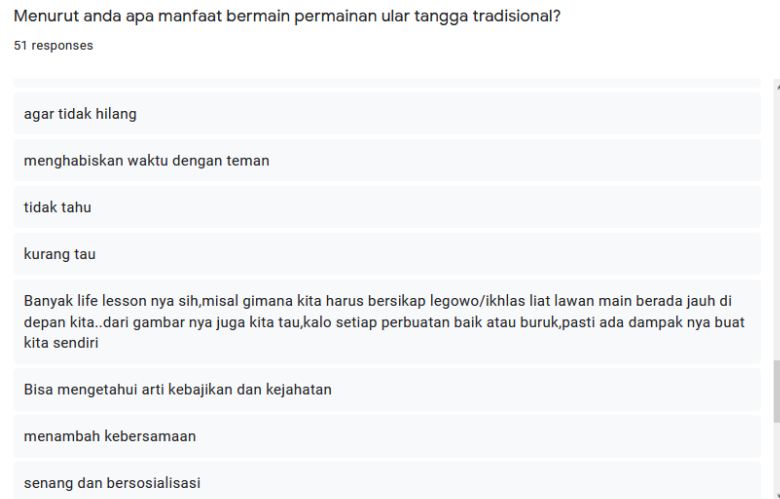 Menurut anda apa manfaat bermain permainan ular tangga tradisional?
51 responses
agar tidak hilang
menghabiskan waktu dengan teman
tidak tahu
kurang tau
Banyak life lesson nya sih,misal gimana kita harus bersikap legowo/ikhlas liat lawan main berada jauh di
depan kita..dari gambar nya juga kita tau,kalo setiap perbuatan baik atau buruk,pasti ada dampak nya buat
kita sendiri
Bisa mengetahui arti kebajikan dan kejahatan
menambah kebersamaan
senang dan bersosialisasi